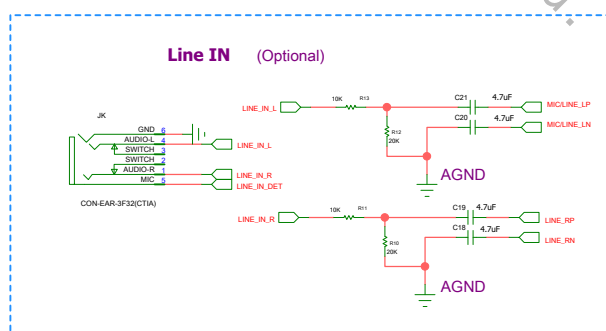 Line IN (Optional)
JK
GND 6
AUDIO-L 4
SWITCH 3
SWITCH 2
AUDIO-R 1
MIC 5
LINE_IN_L
LINE_IN_R
LINE_IN_DET
CON-EAR-3F32(CTIA)
LINE_IN_L
10K R13
R12
20K
C21 4.7uF
MIC/LINE_LP
C20 4.7uF
MIC/LINE_LN
AGND
LINE_IN_R
10K R11
R10
20K
C19 4.7uF
LINE_RP
C18 4.7uF
LINE_RN
AGND